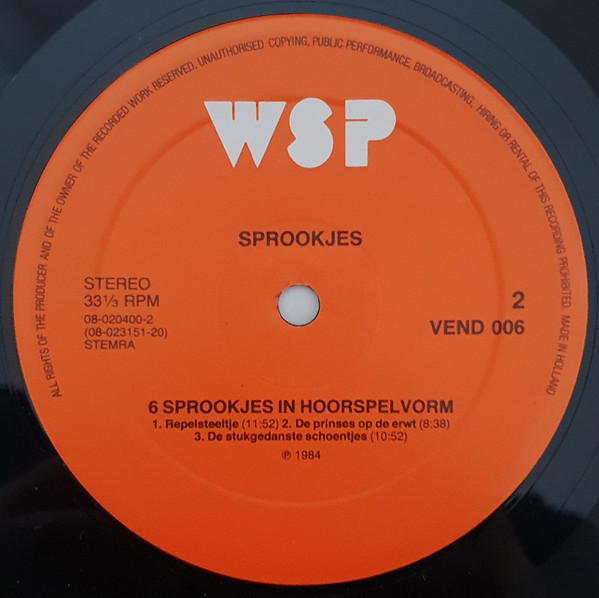 ALL RIGHTS OF THE PRODUCER AND OF THE OWNER OF THE RECORDED WORK RESERVED. UNAUTHORISED COPYING, PUBLIC PERFORMANCE, BROADCASTING, HIRING OR RENTAL OF THIS RECORDING PROHIBITED. MADE IN HOLLAND
WSP
SPROOKJES
STEREO
33⅓ RPM
08-020400-2
(08-023151-20)
STEMRA
2
VEND 006
6 SPROOKJES IN HOORSPELVORM
1. Repelsteeltje (11:52) 2. De prinses op de erwt (8:38)
3. De stukgedanste schoentjes (10:52)
℗ 1984